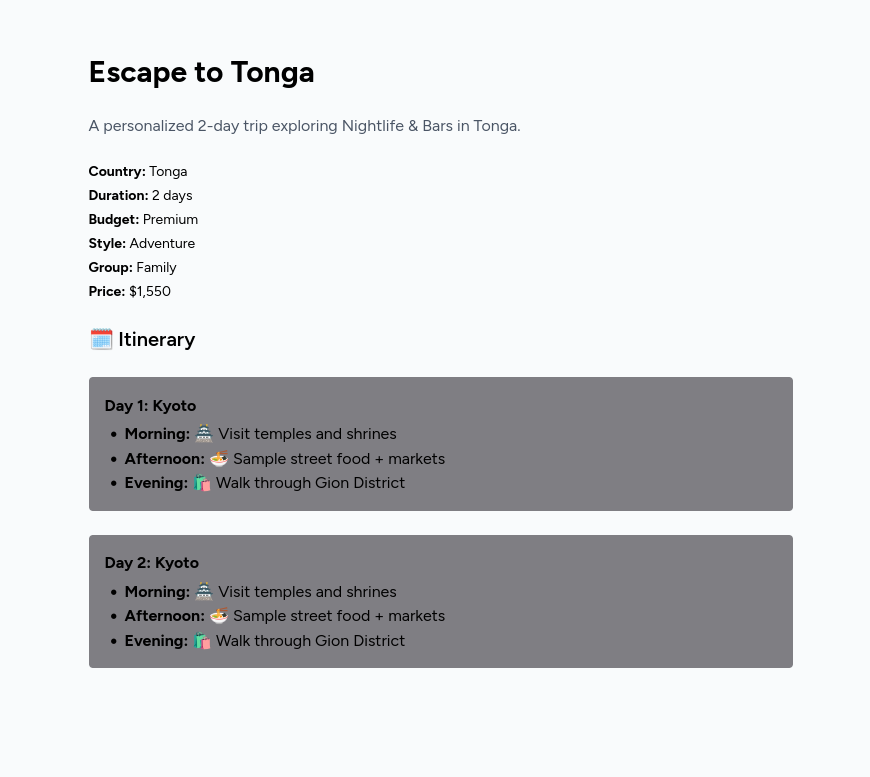 Escape to Tonga
A personalized 2-day trip exploring Nightlife & Bars in Tonga.
Country: Tonga
Duration: 2 days
Budget: Premium
Style: Adventure
Group: Family
Price: $1,550
🗓️ Itinerary
Day 1: Kyoto
• Morning: 🏯 Visit temples and shrines
• Afternoon: 🍜 Sample street food + markets
• Evening: 🛍️ Walk through Gion District
Day 2: Kyoto
• Morning: 🏯 Visit temples and shrines
• Afternoon: 🍜 Sample street food + markets
• Evening: 🛍️ Walk through Gion District